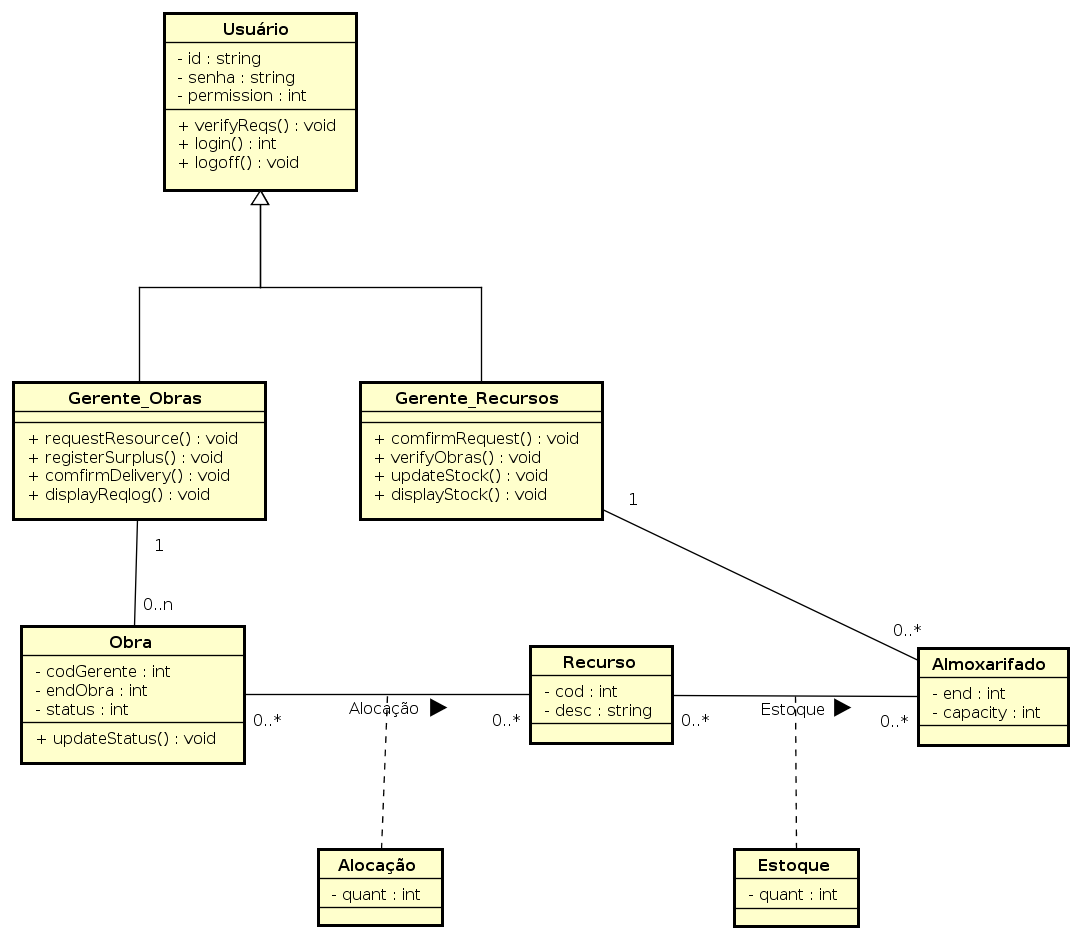 Usuário
- id : string
- senha : string
- permission : int
+ verifyReqs() : void
+ login() : int
+ logoff() : void
Gerente_Obras
+ requestResource() : void
+ registerSurplus() : void
+ comfirmDelivery() : void
+ displayReqlog() : void
Gerente_Recursos
+ comfirmRequest() : void
+ verifyObras() : void
+ updateStock() : void
+ displayStock() : void
1
1
0..n
0..*
Obra
- codGerente : int
- endObra : int
- status : int
+ updateStatus() : void
0..*
Alocação
0..*
Recurso
- cod : int
- desc : string
0..*
Estoque
0..*
Almoxarifado
- end : int
- capacity : int
Alocação
- quant : int
Estoque
- quant : int